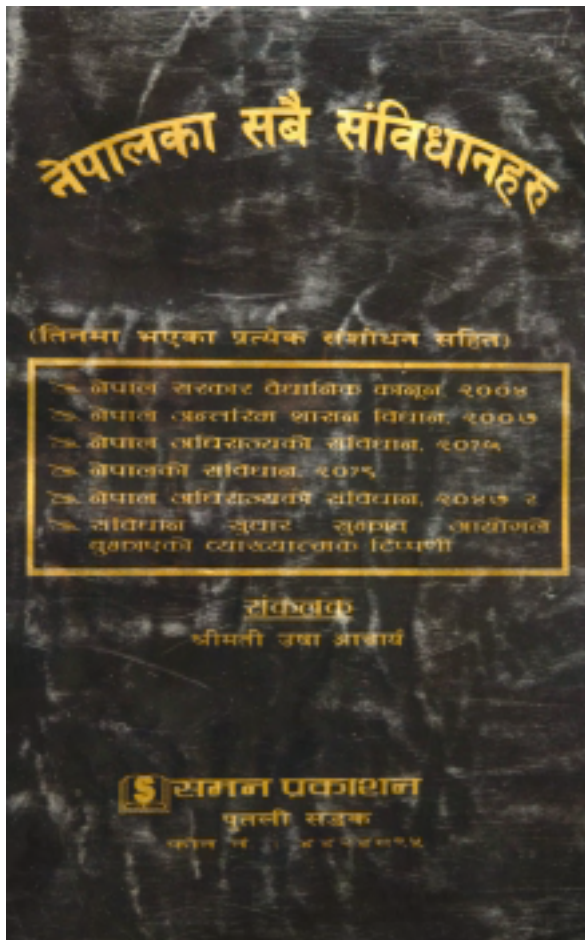 नेपालका सबै संविधानहरु
(तिनमा भएका प्रत्येक संशोधन सहित)
नेपाल सरकार वैधानिक कानून, २००४
नेपाल अन्तरिम शासन विधान, २००७
नेपाल अधिराज्यको संविधान, २०१५
नेपालको संविधान, २०१९
नेपाल अधिराज्यको संविधान, २०४७ र
संविधान सुधार सुझाव आयोगले
बुझाएको व्याख्यात्मक टिप्पणी
संकलक
श्रीमती उषा आचार्य
समन प्रकाशन
पुतली सडक
फोन नं